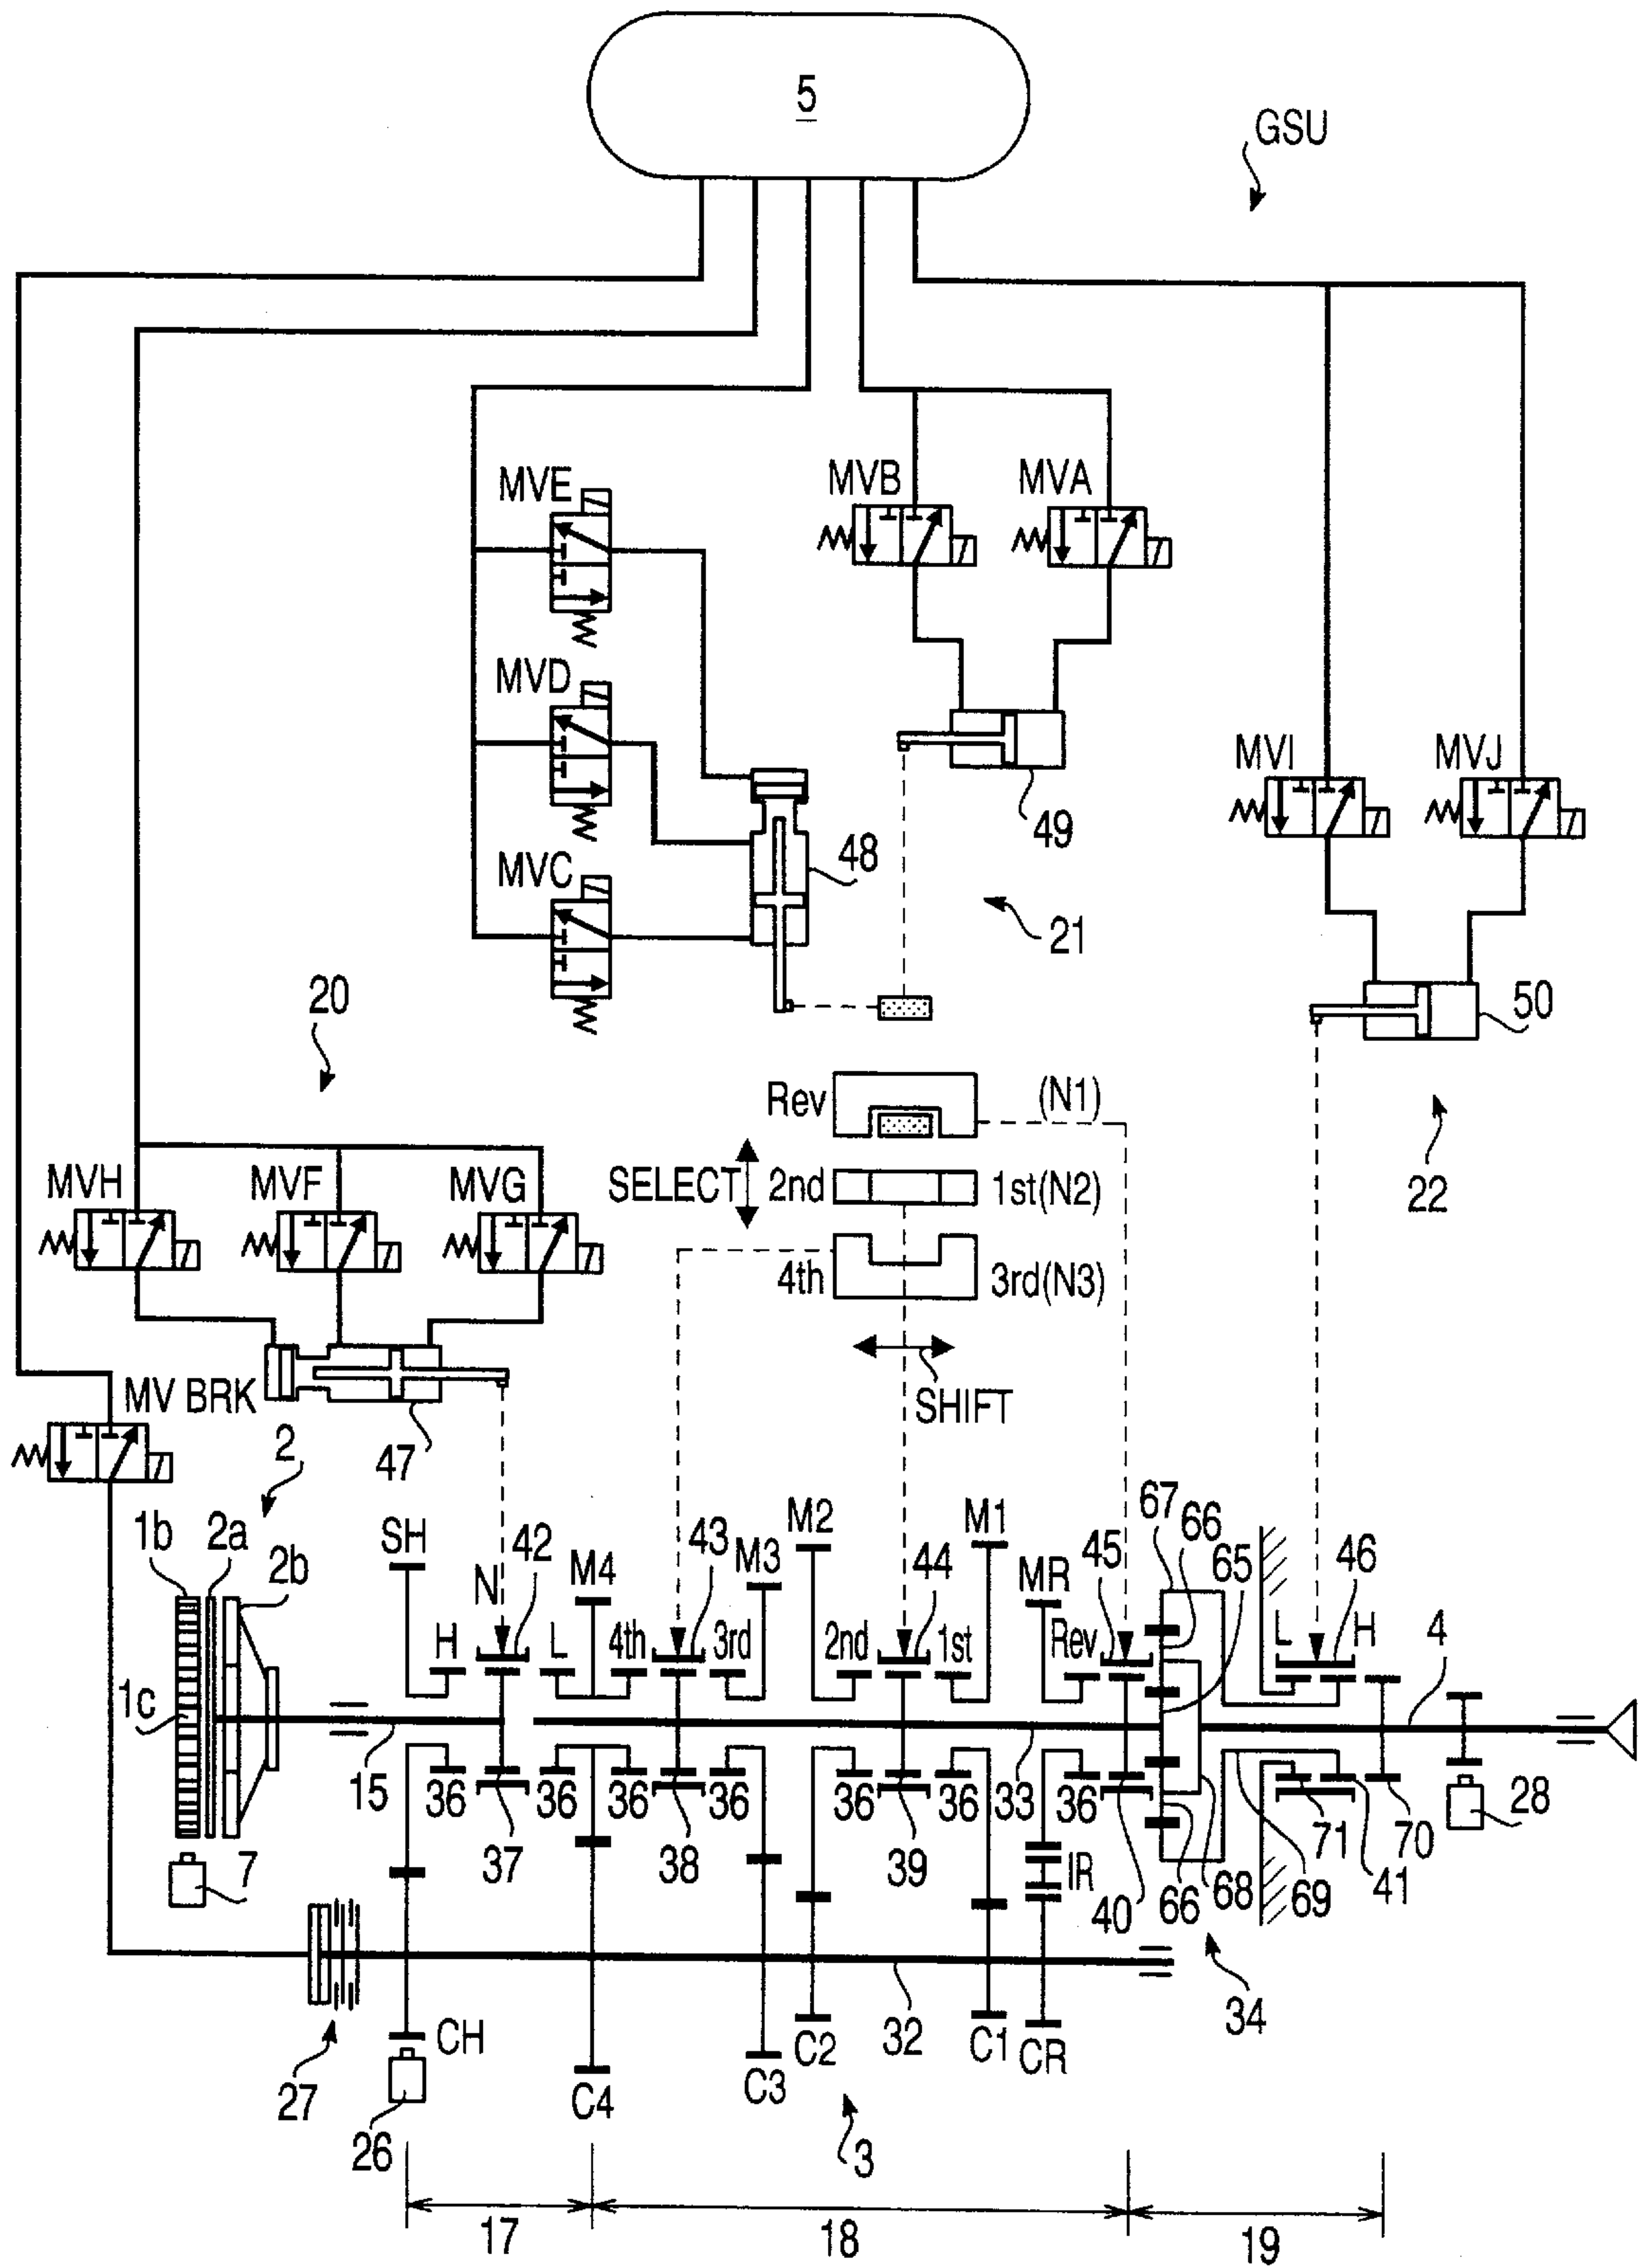 5
GSU
MVE
MVB
MVA
MVD
MVI
MVJ
49
48
MVC
21
20
50
Rev
(N1)
SELECT
2nd
1st(N2)
22
MVH
MVF
MVG
4th
3rd(N3)
MV BRK
SHIFT
47
2
67
66
1b
2a
SH
42
43
M2
M1
45
65
46
2b
N
M4
M3
44
MR
H
L
4th
3rd
2nd
1st
Rev
L
H
4
1c
15
36
36
36
36
36
36
33
36
28
7
37
38
39
IR
40
66
68
69
71
41
70
34
27
CH
C4
C3
C2
32
C1
CR
26
3
17
18
19